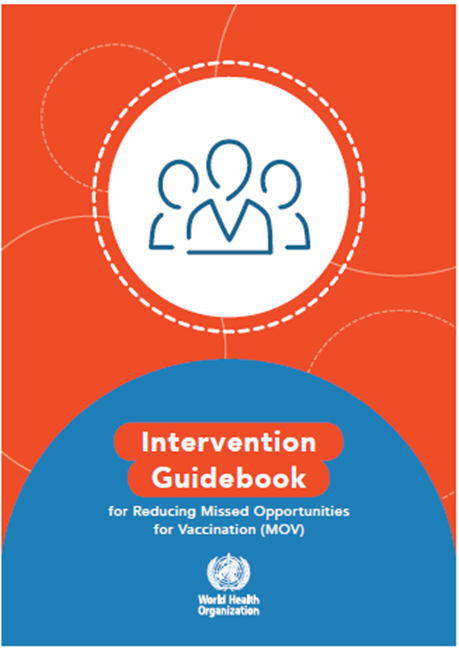 Intervention
Guidebook
for Reducing Missed Opportunities
for Vaccination (MOV)
World Health
Organization